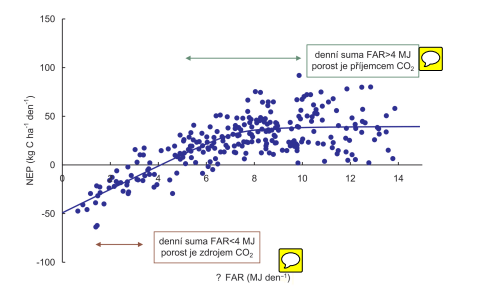 150
denní suma FAR>4 MJ
porost je příjemcem CO₂
100
50
0
-50
-100
NEP (kg C ha⁻¹ den⁻¹)
0 2 4 6 8 10 12 14
denní suma FAR<4 MJ
porost je zdrojem CO₂
? FAR (MJ den⁻¹)